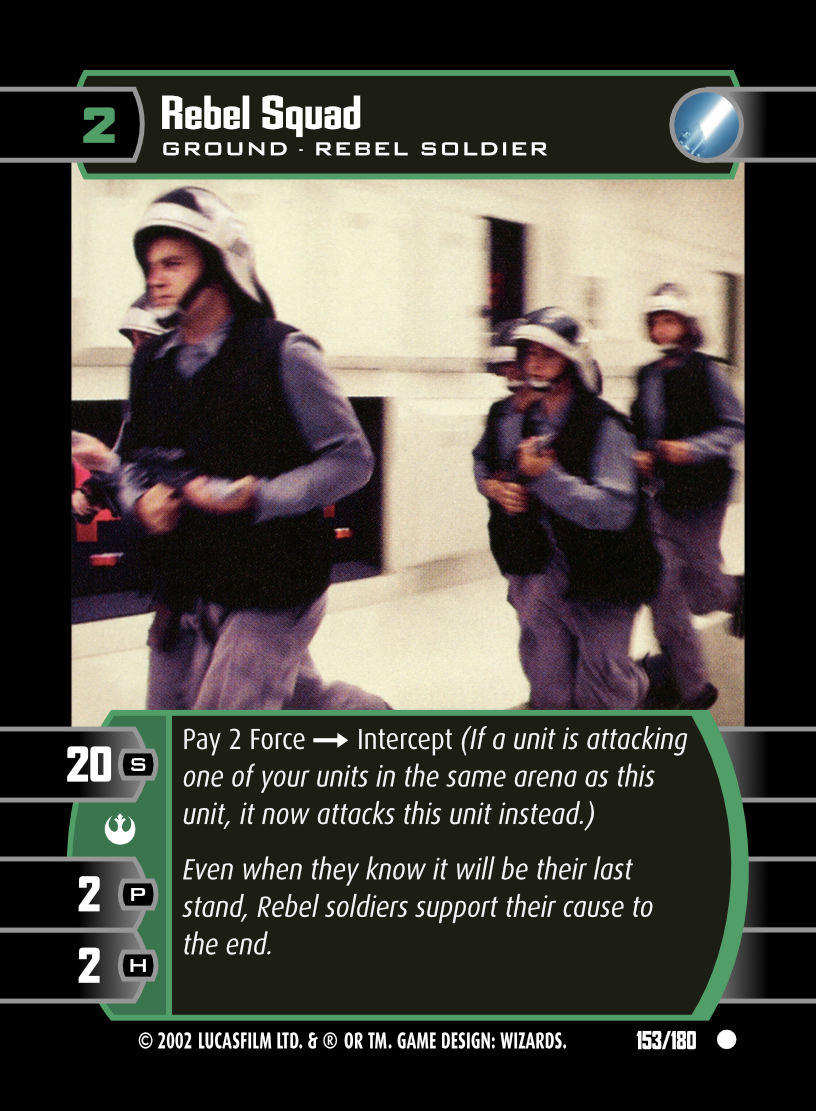 2
Rebel Squad
GROUND · REBEL SOLDIER
20 S
2 P
2 H
Pay 2 Force → Intercept (If a unit is attacking
one of your units in the same arena as this
unit, it now attacks this unit instead.)
Even when they know it will be their last
stand, Rebel soldiers support their cause to
the end.
© 2002 LUCASFILM LTD. & ® OR TM. GAME DESIGN: WIZARDS.
153/180